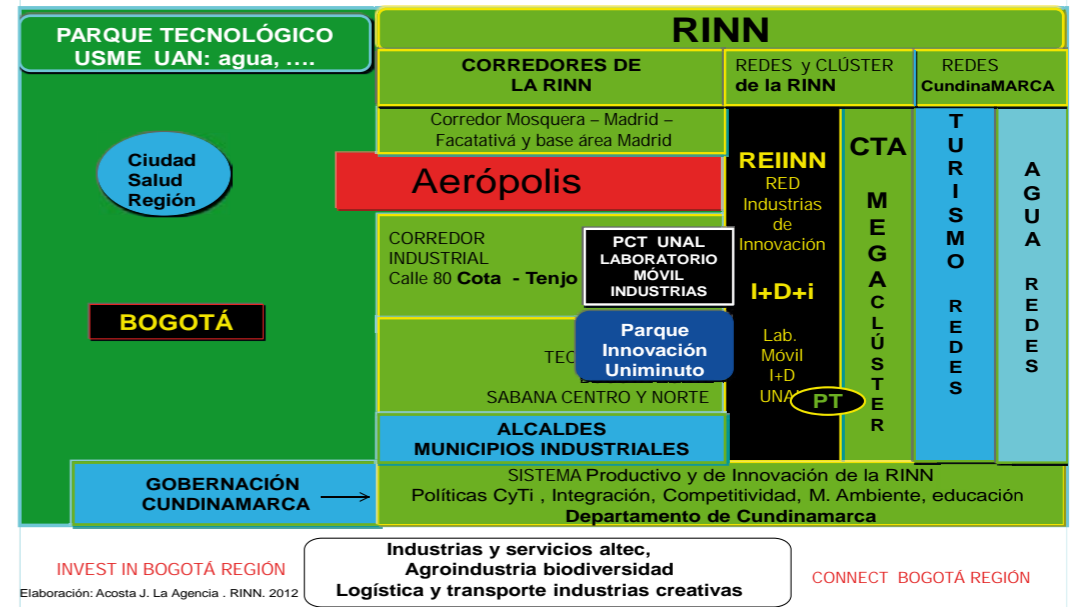 PARQUE TECNOLÓGICO
USME UAN: agua, ....
Ciudad
Salud
Región
BOGOTÁ
GOBERNACIÓN
CUNDINAMARCA
RINN
CORREDORES DE
LA RINN
REDES y CLÚSTER
de la RINN
REDES
CundinaMARCA
Corredor Mosquera – Madrid –
Facatativá y base área Madrid
Aerópolis
CORREDOR
INDUSTRIAL
Calle 80 Cota - Tenjo
PCT UNAL
LABORATORIO
MÓVIL
INDUSTRIAS
Parque
Innovación
Uniminuto
SABANA CENTRO Y NORTE
ALCALDES
MUNICIPIOS INDUSTRIALES
REIINN
RED
Industrias
de
Innovación
I+D+i
Lab.
Móvil
I+D
PT
CTA
MEGACLÚSTER
TURISMO REDES
AGUA REDES
SISTEMA Productivo y de Innovación de la RINN
Políticas CyTi , Integración, Competitividad, M. Ambiente, educación
Departamento de Cundinamarca
INVEST IN BOGOTÁ REGIÓN
Elaboración: Acosta J. La Agencia . RINN. 2012
Industrias y servicios altec,
Agroindustria biodiversidad
Logística y transporte industrias creativas
CONNECT BOGOTÁ REGIÓN